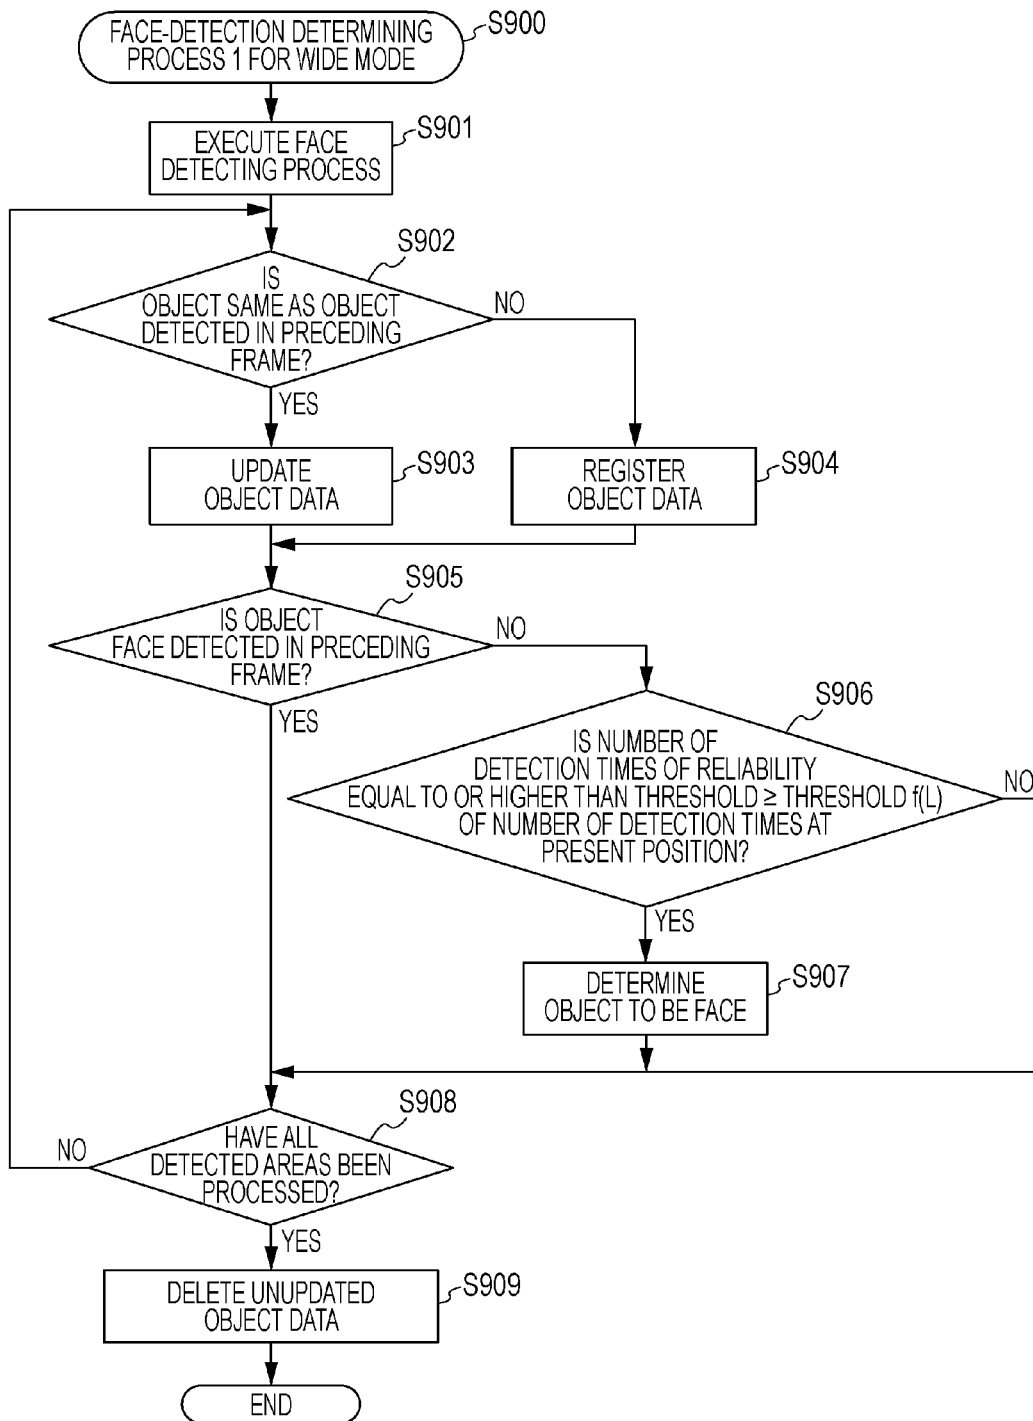 FACE-DETECTION DETERMINING
PROCESS 1 FOR WIDE MODE
S900
EXECUTE FACE
DETECTING PROCESS
S901
IS
OBJECT SAME AS OBJECT
DETECTED IN PRECEDING
FRAME?
S902
NO
YES
UPDATE
OBJECT DATA
S903
REGISTER
OBJECT DATA
S904
IS OBJECT
FACE DETECTED IN PRECEDING
FRAME?
S905
NO
YES
IS NUMBER OF
DETECTION TIMES OF RELIABILITY
EQUAL TO OR HIGHER THAN THRESHOLD ≥ THRESHOLD f(L)
OF NUMBER OF DETECTION TIMES AT
PRESENT POSITION?
S906
NO
YES
DETERMINE
OBJECT TO BE FACE
S907
HAVE ALL
DETECTED AREAS BEEN
PROCESSED?
S908
NO
YES
DELETE UNUPDATED
OBJECT DATA
S909
END